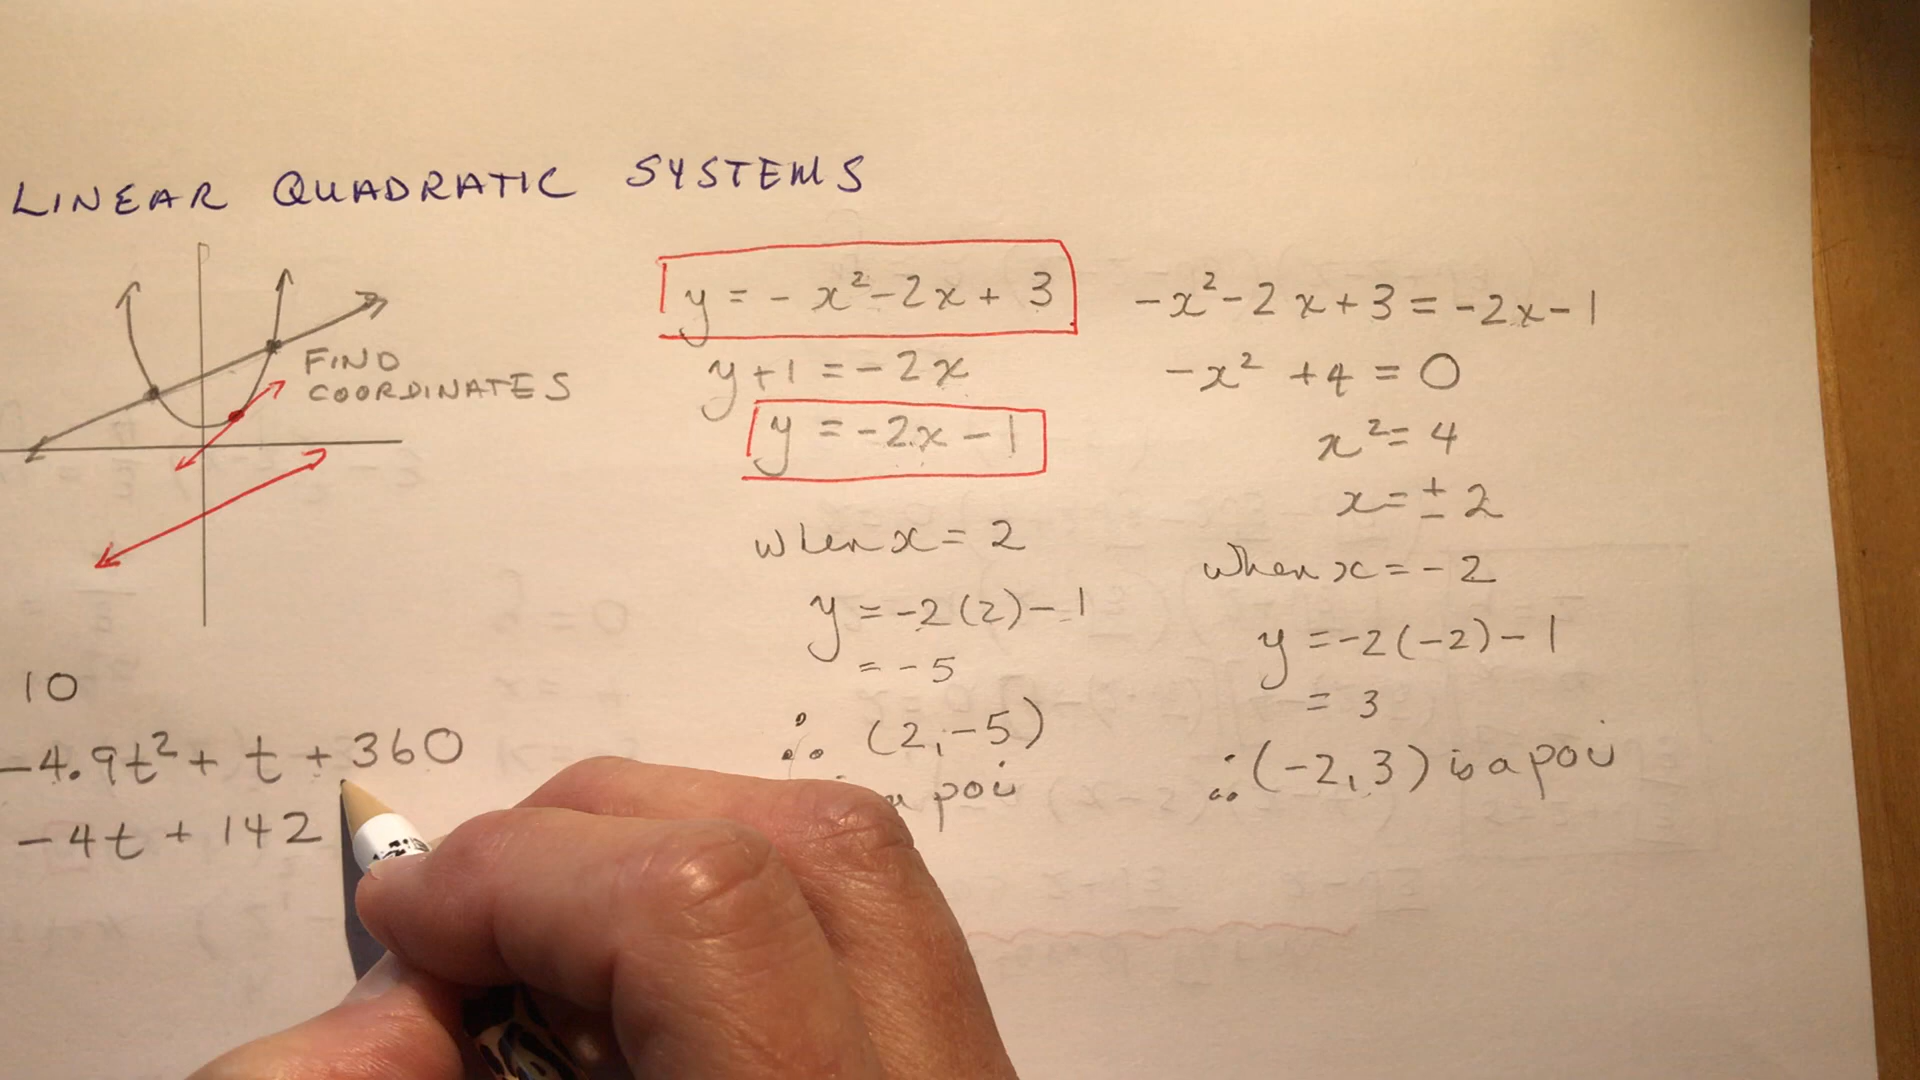 LINEAR QUADRATIC SYSTEMS
FIND
COORDINATES
10
-4.9t² + t + 360
-4t + 142
y = -x²-2x + 3
y+1 = -2x
y = -2x - 1
when x = 2
y = -2(2)-1
= -5
∴ (2,-5)
a poi
-x²-2x+3 = -2x-1
-x² +4 = 0
x² = 4
x = ± 2
when x = -2
y = -2(-2)-1
= 3
∴(-2,3) is a poi